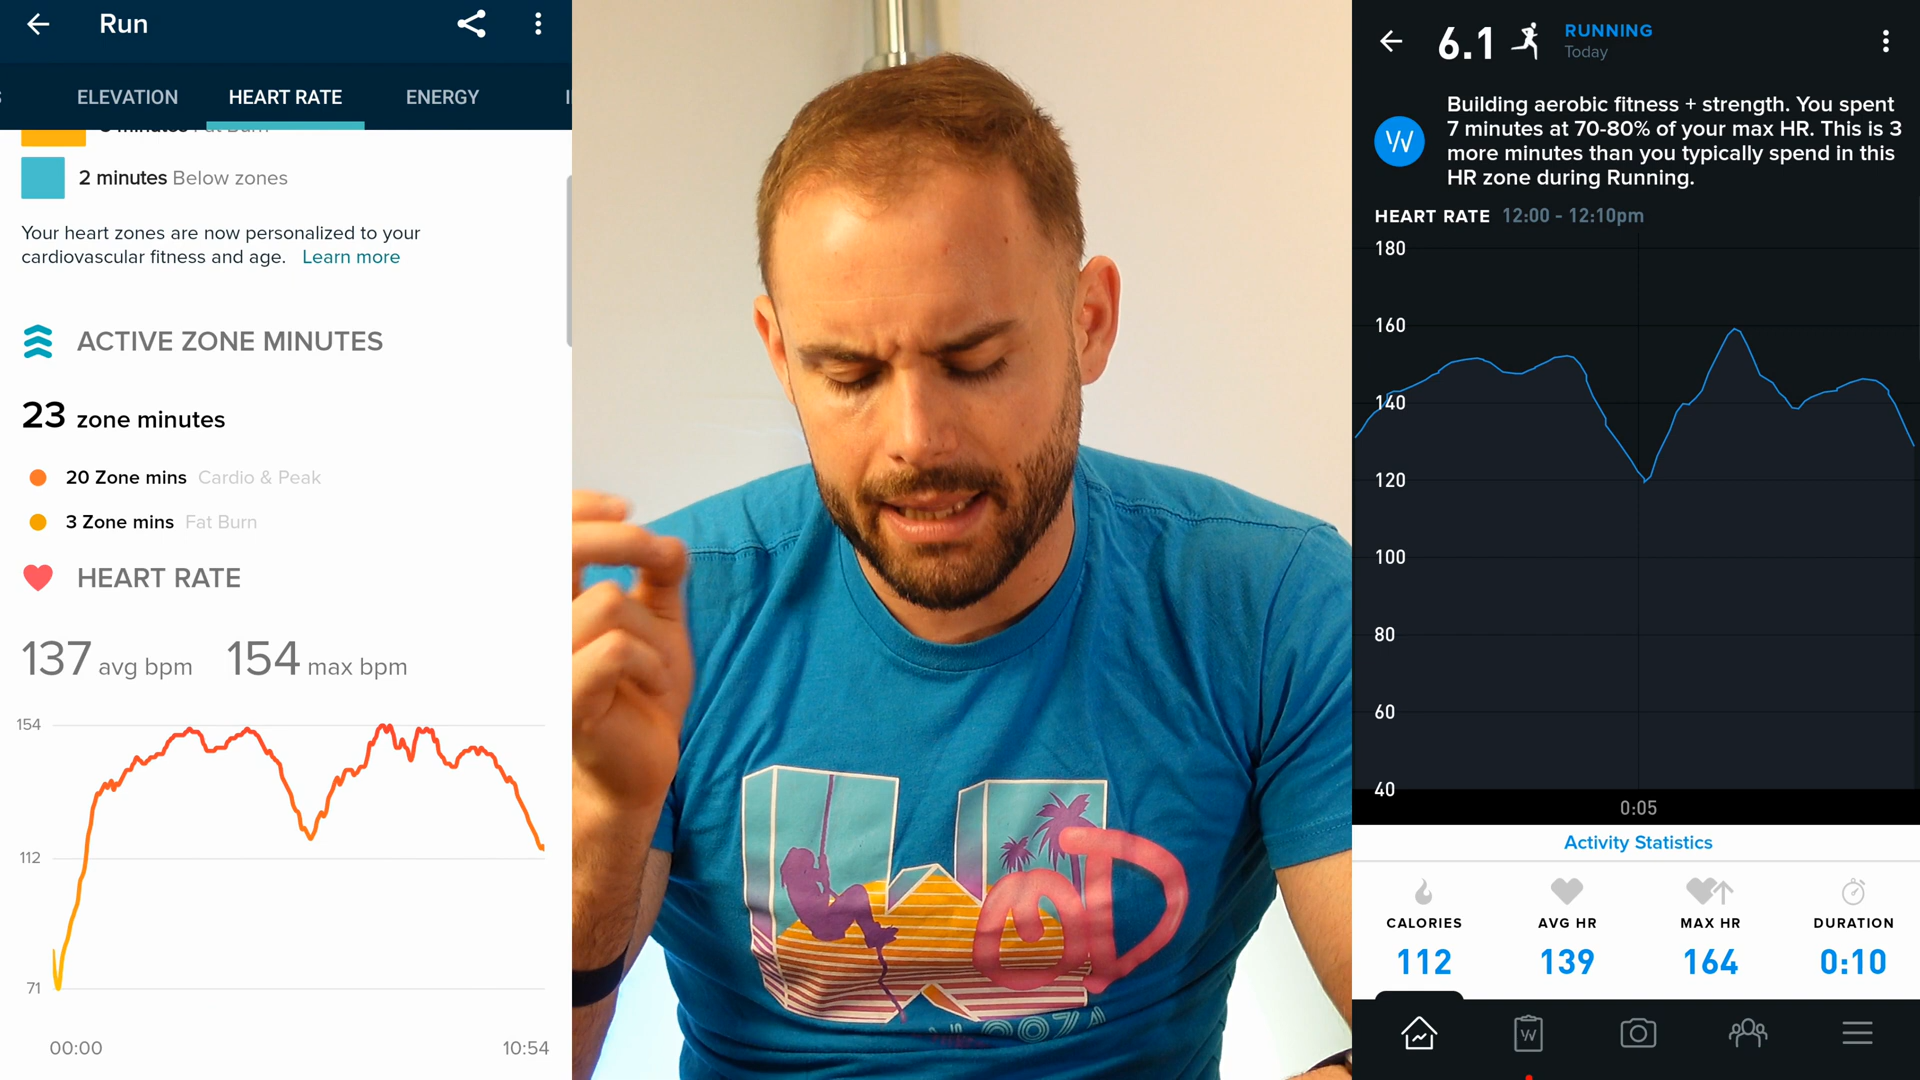 Run
ELEVATION HEART RATE ENERGY
minutes Fat Burn
2 minutes Below zones
Your heart zones are now personalized to your
cardiovascular fitness and age. Learn more
ACTIVE ZONE MINUTES
23 zone minutes
20 Zone mins Cardio & Peak
3 Zone mins Fat Burn
HEART RATE
137 avg bpm 154 max bpm
154
112
71
00:00 10:54
6.1 RUNNING
Today
W
Building aerobic fitness + strength. You spent
7 minutes at 70-80% of your max HR. This is 3
more minutes than you typically spend in this
HR zone during Running.
HEART RATE 12:00 - 12:10pm
180
160
140
120
100
80
60
40
0:05
Activity Statistics
CALORIES AVG HR MAX HR DURATION
112 139 164 0:10
W